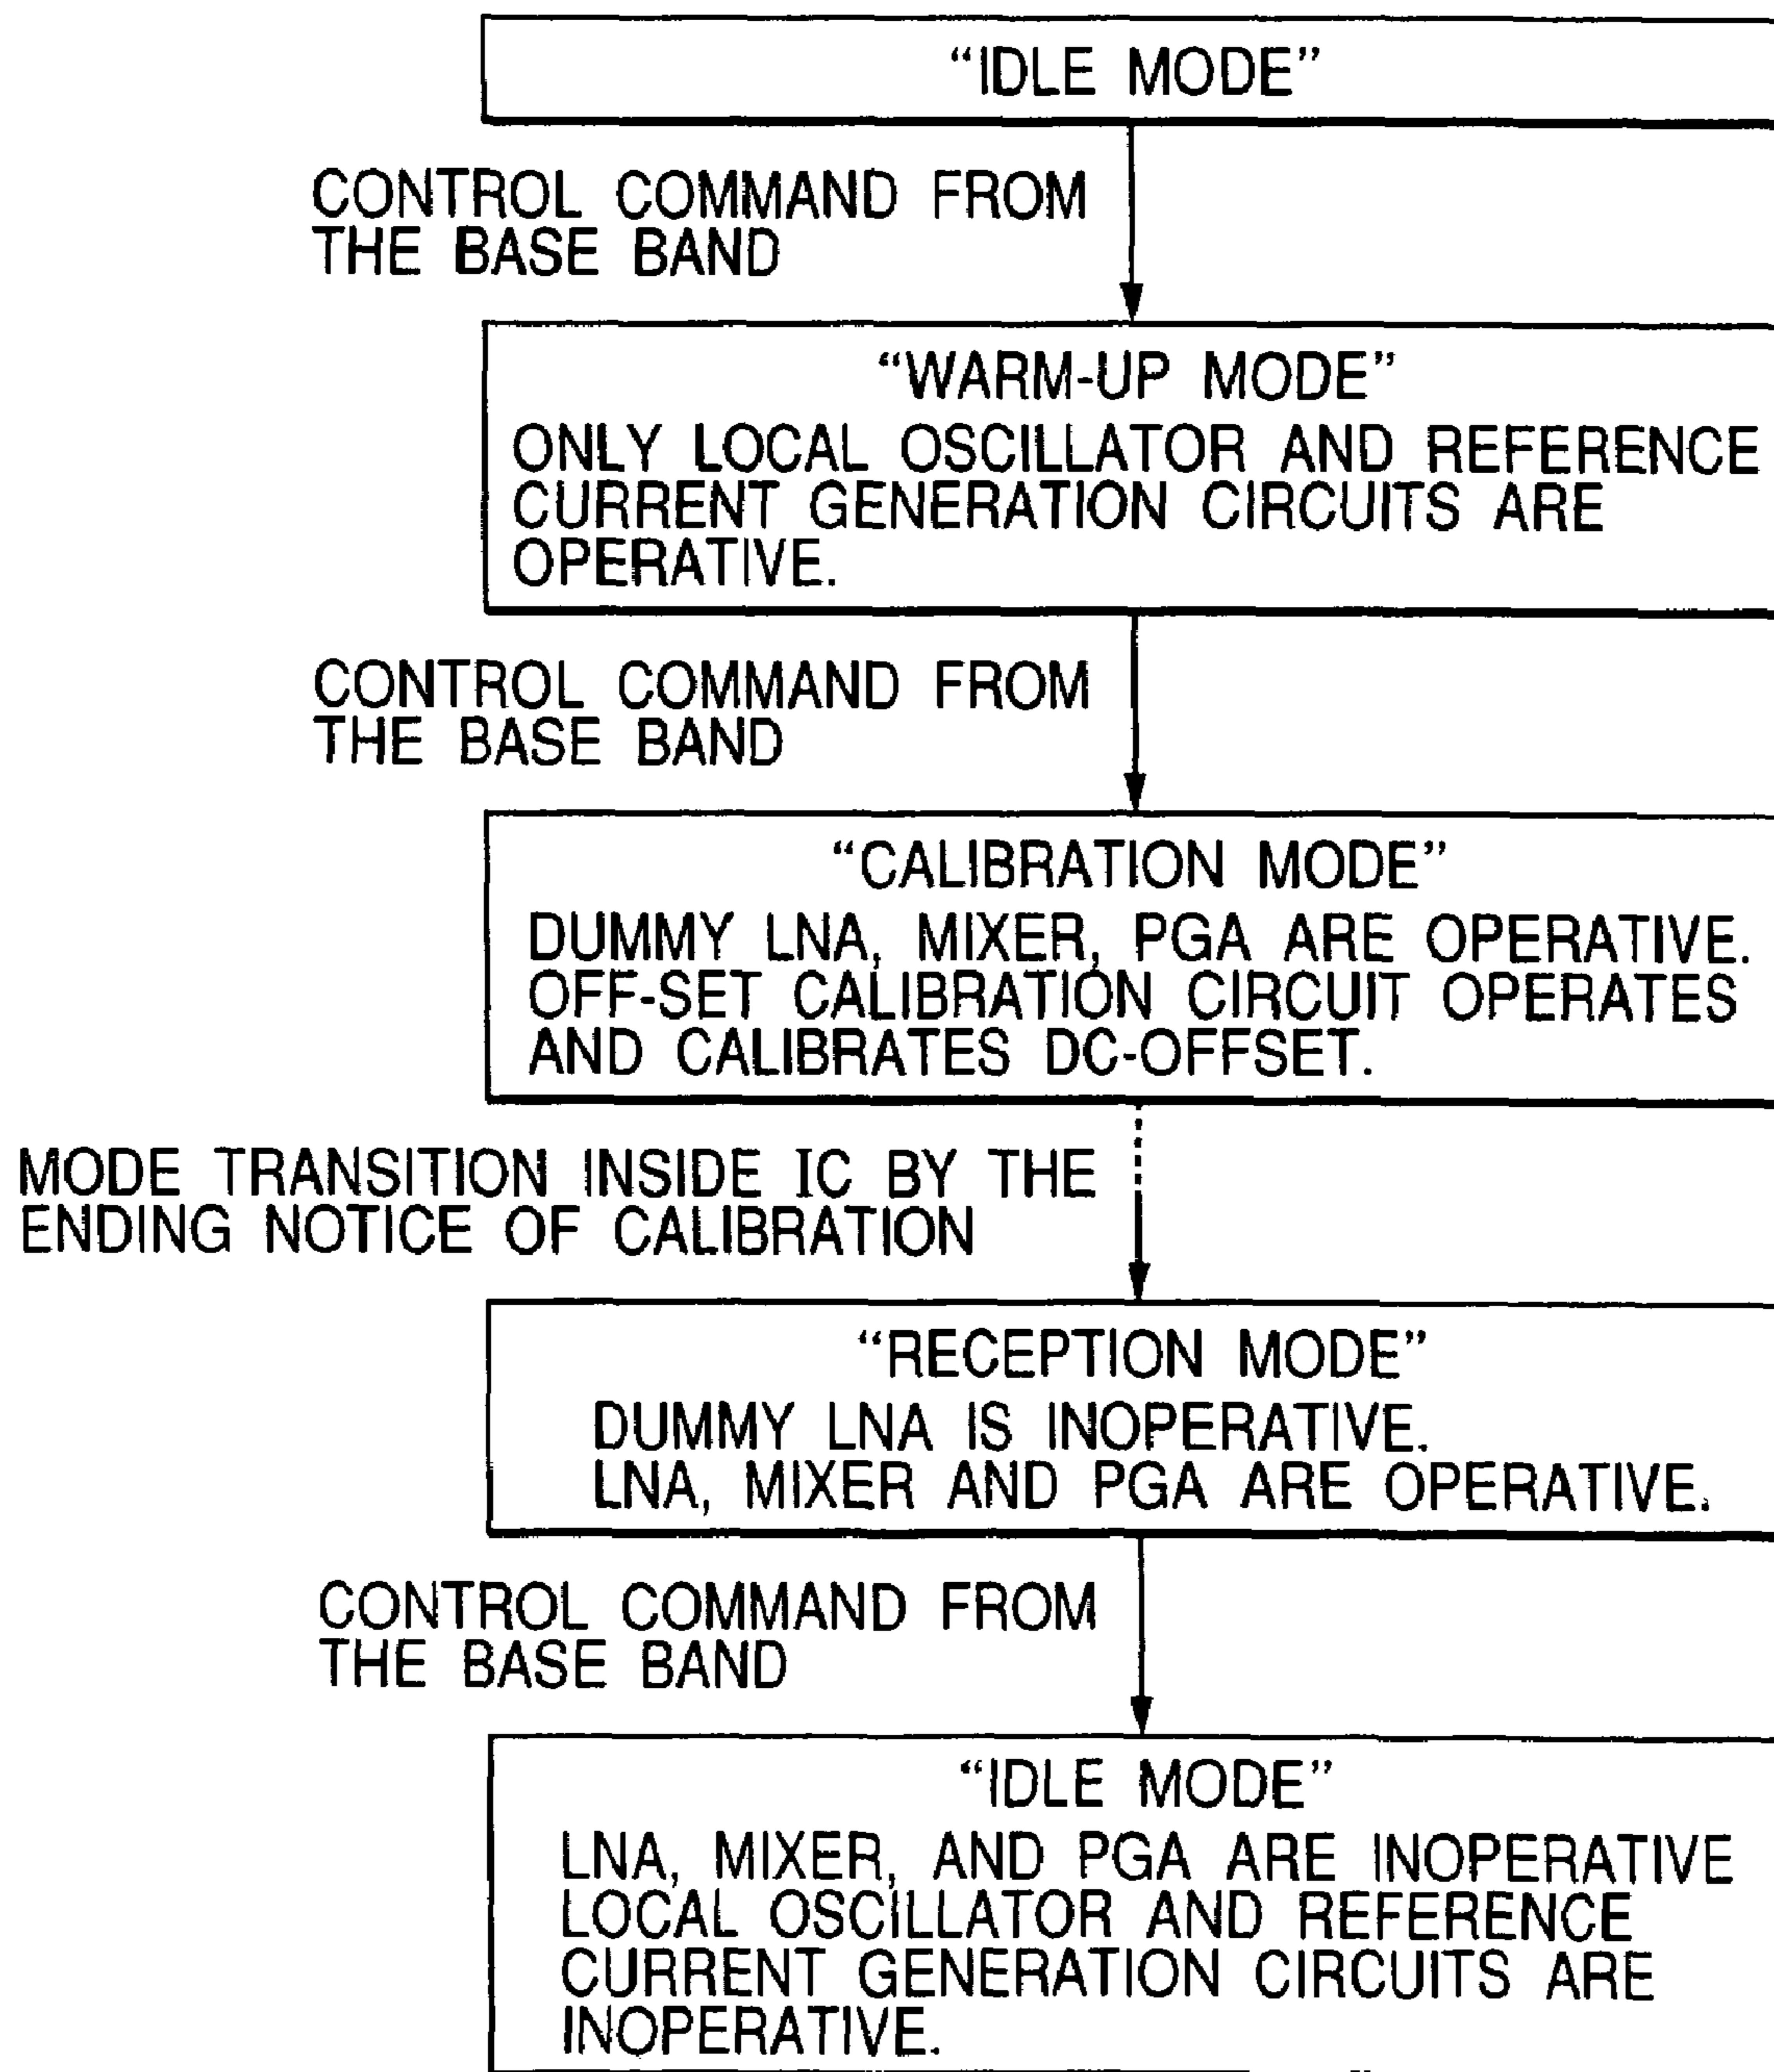 “IDLE MODE”
CONTROL COMMAND FROM
THE BASE BAND
“WARM-UP MODE”
ONLY LOCAL OSCILLATOR AND REFERENCE
CURRENT GENERATION CIRCUITS ARE
OPERATIVE.
CONTROL COMMAND FROM
THE BASE BAND
“CALIBRATION MODE”
DUMMY LNA, MIXER, PGA ARE OPERATIVE.
OFF-SET CALIBRATION CIRCUIT OPERATES
AND CALIBRATES DC-OFFSET.
MODE TRANSITION INSIDE IC BY THE
ENDING NOTICE OF CALIBRATION
“RECEPTION MODE”
DUMMY LNA IS INOPERATIVE.
LNA, MIXER AND PGA ARE OPERATIVE.
CONTROL COMMAND FROM
THE BASE BAND
“IDLE MODE”
LNA, MIXER, AND PGA ARE INOPERATIVE
LOCAL OSCILLATOR AND REFERENCE
CURRENT GENERATION CIRCUITS ARE
INOPERATIVE.